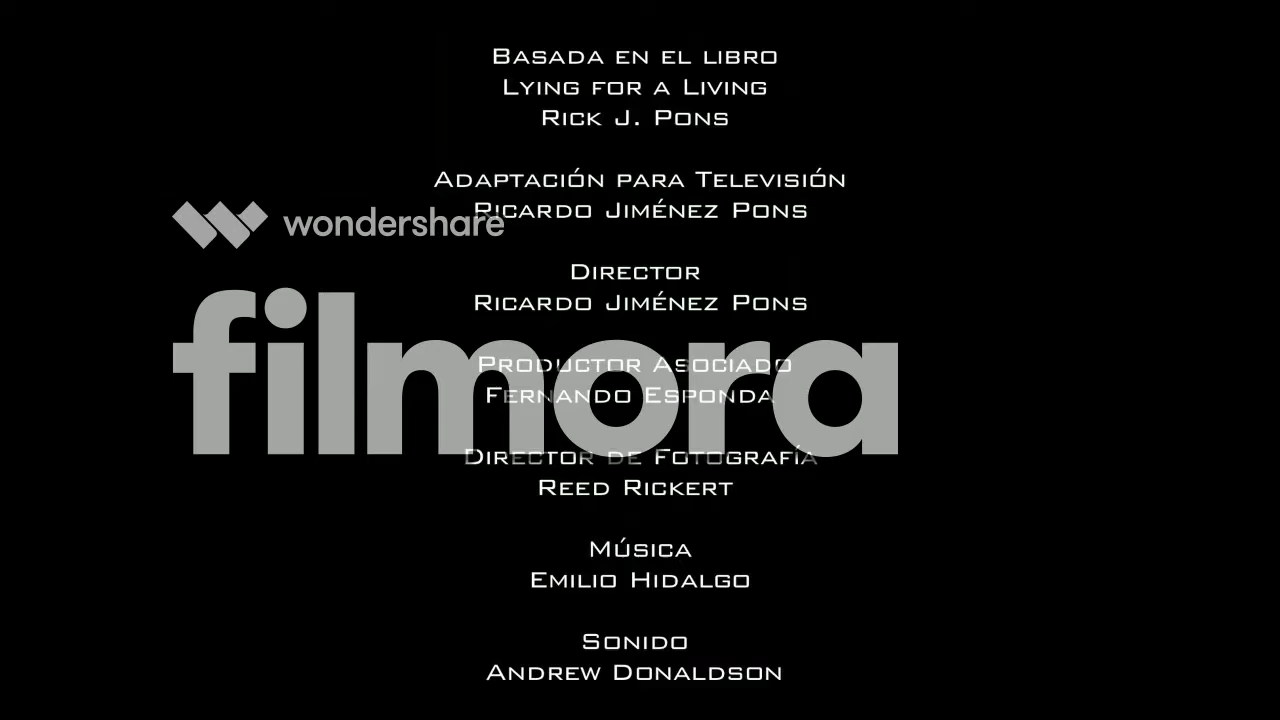 Basada en el libro
Lying for a Living
Rick J. Pons
Adaptación para Televisión
wondershare
Ricardo Jiménez Pons
Director
Ricardo Jiménez Pons
filmora
Productor Asociado
Fernando Esponda
Director de Fotografía
Reed Rickert
Música
Emilio Hidalgo
Sonido
Andrew Donaldson